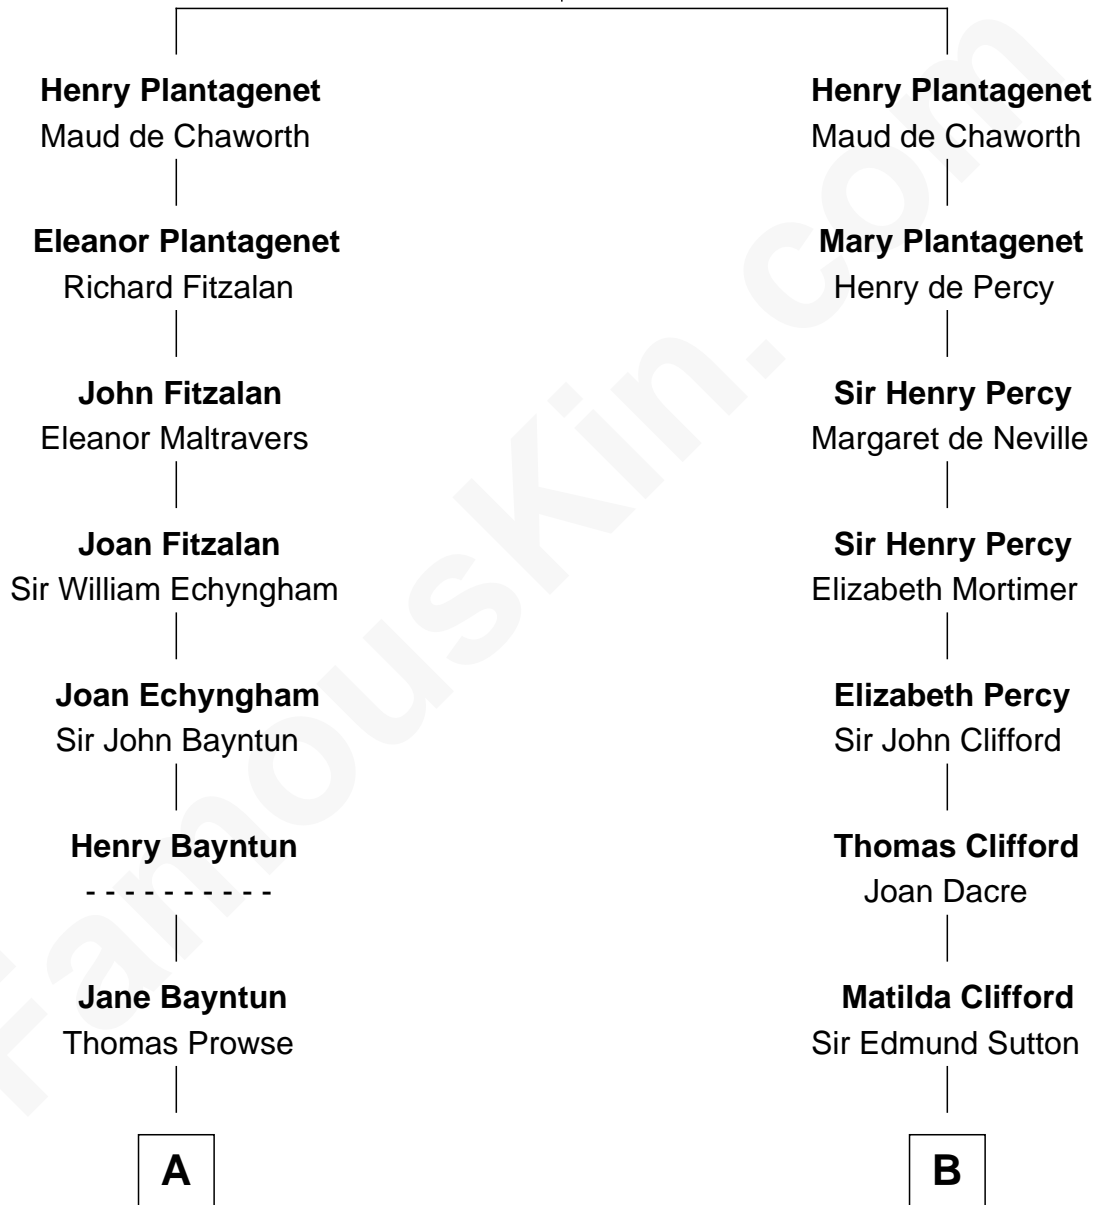 Henry Plantagenet
Maud de Chaworth
Eleanor Plantagenet
Richard Fitzalan
John Fitzalan
Eleanor Maltravers
Joan Fitzalan
Sir William Echyngham
Joan Echyngham
Sir John Bayntun
Henry Bayntun
- - - - - - - - - -
Jane Bayntun
Thomas Prowse
A
Henry Plantagenet
Maud de Chaworth
Mary Plantagenet
Henry de Percy
Sir Henry Percy
Margaret de Neville
Sir Henry Percy
Elizabeth Mortimer
Elizabeth Percy
Sir John Clifford
Thomas Clifford
Joan Dacre
Matilda Clifford
Sir Edmund Sutton
B
FamousKin.com